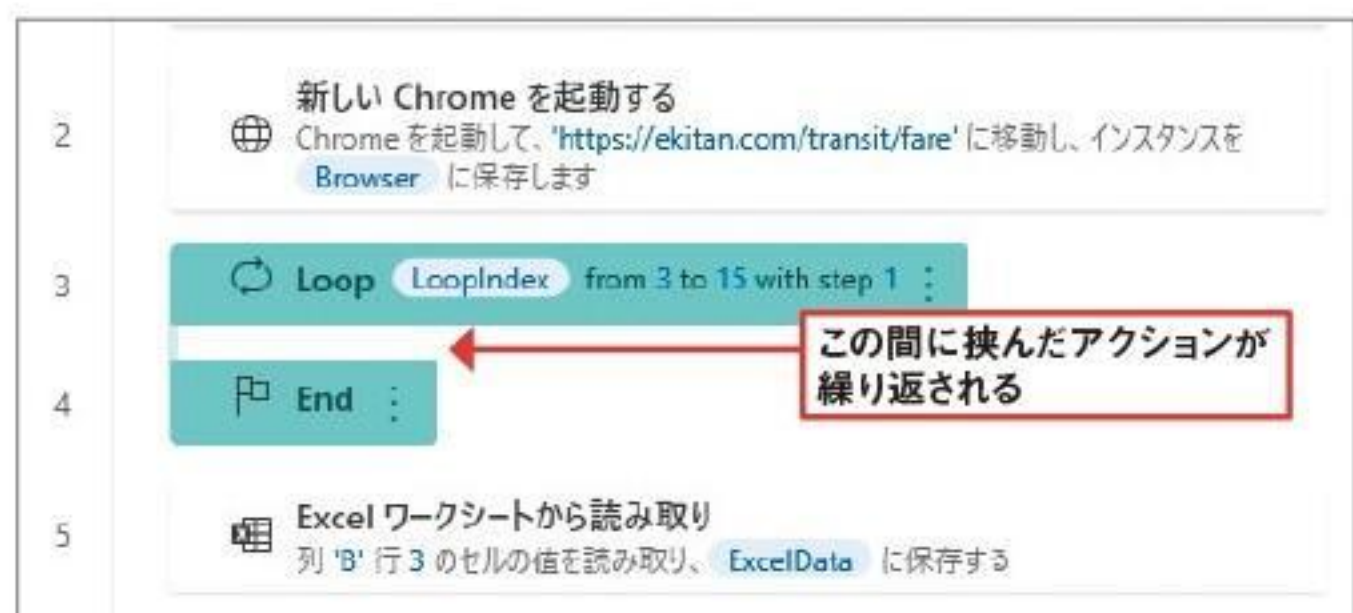 2
新しい Chrome を起動する
Chrome を起動して、'https://ekitan.com/transit/fare' に移動し、インスタンスを
Browser に保存します
3
Loop LoopIndex from 3 to 15 with step 1
この間に挟んだアクションが
繰り返される
4
End
5
Excel ワークシートから読み取り
列 'B' 行 3 のセルの値を読み取り、 ExcelData に保存する